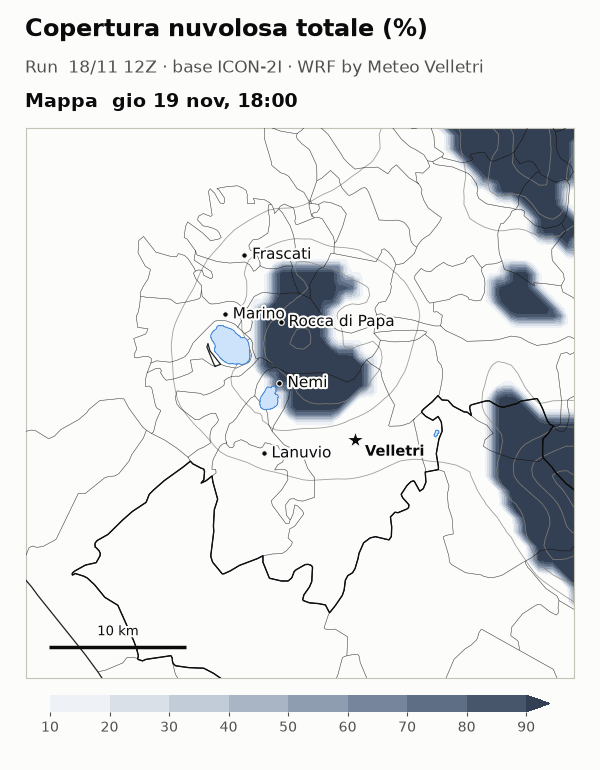 Copertura nuvolosa totale (%)
Run  18/11 12Z · base ICON-2I · WRF by Meteo Velletri
Mappa  gio 19 nov, 18:00
Frascati
Marino
Rocca di Papa
Nemi
Velletri
Lanuvio
10 km
10 20 30 40 50 60 70 80 90